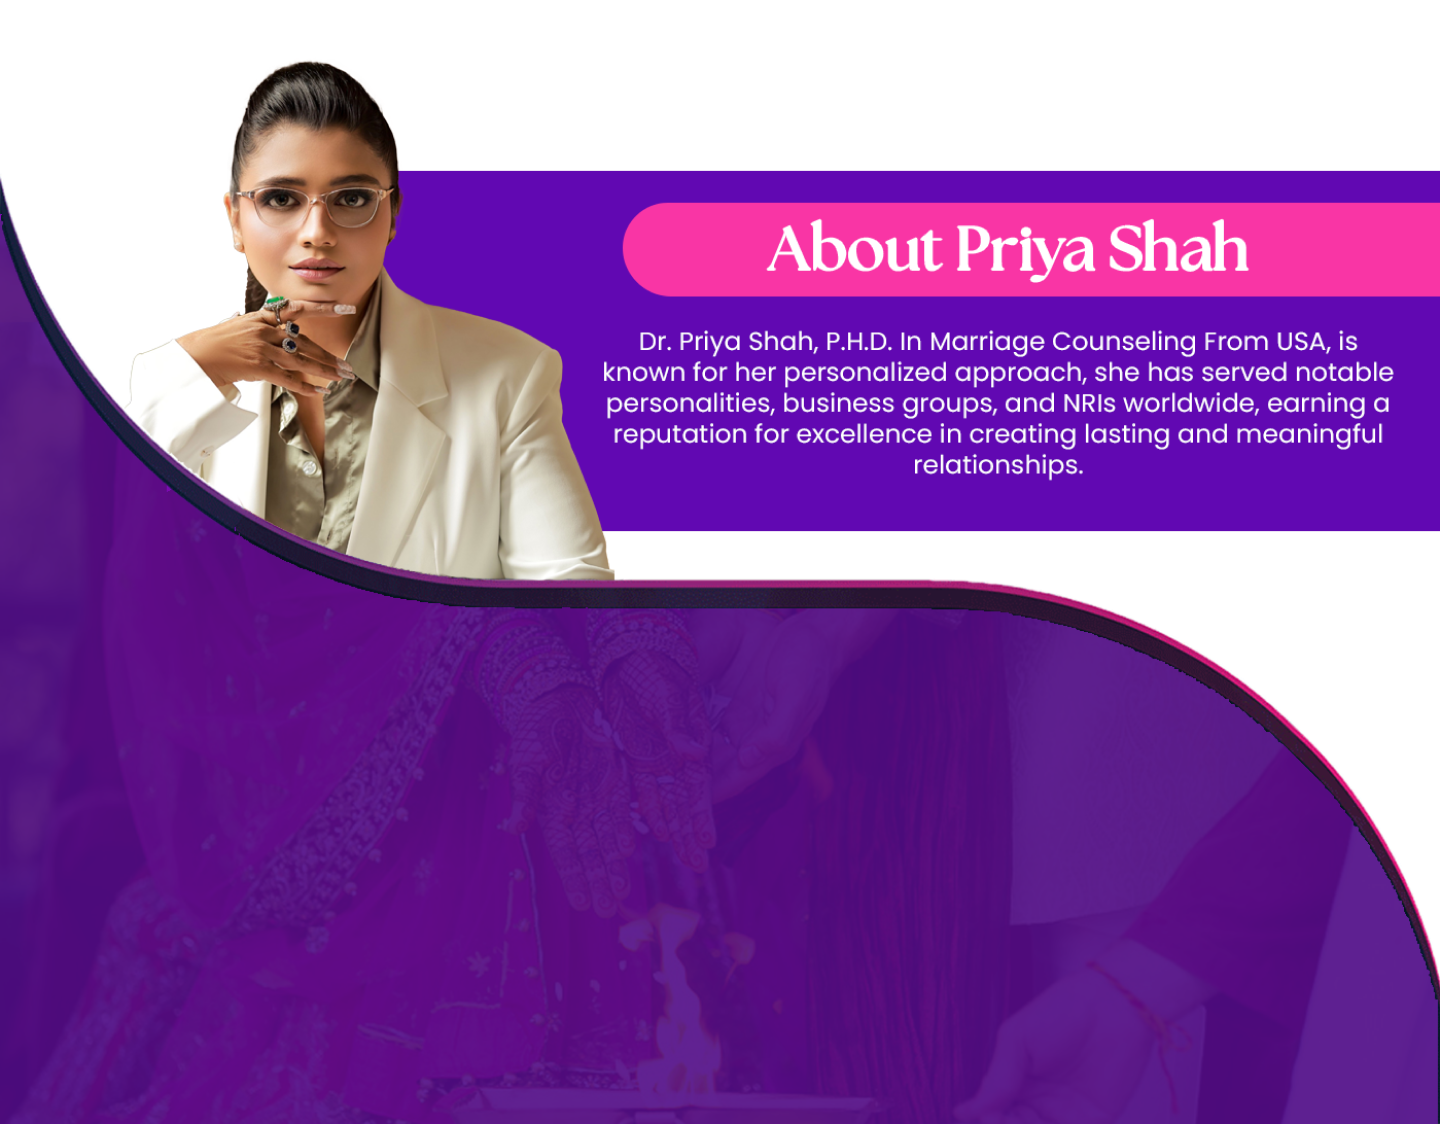 About Priya Shah
Dr. Priya Shah, P.H.D. In Marriage Counseling From USA, is
known for her personalized approach, she has served notable
personalities, business groups, and NRIs worldwide, earning a
reputation for excellence in creating lasting and meaningful
relationships.